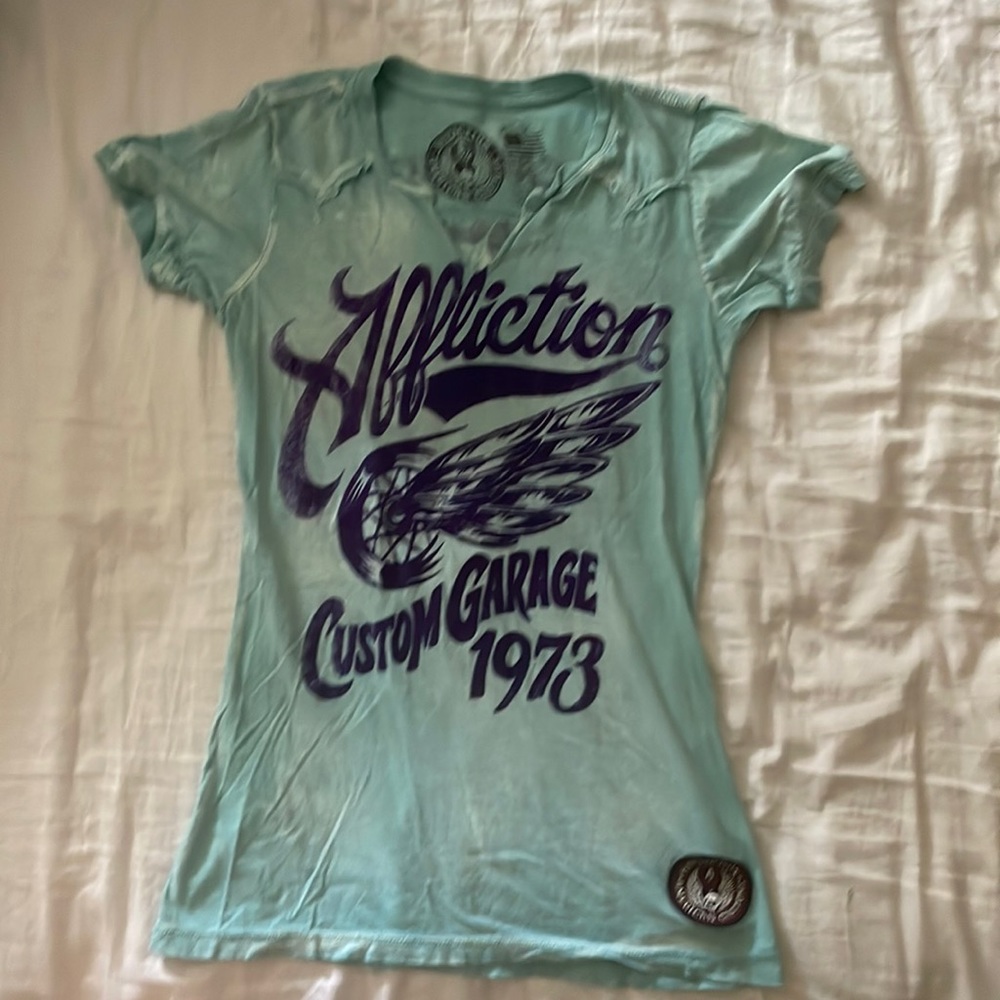 Affliction
CUSTOM GARAGE
1973